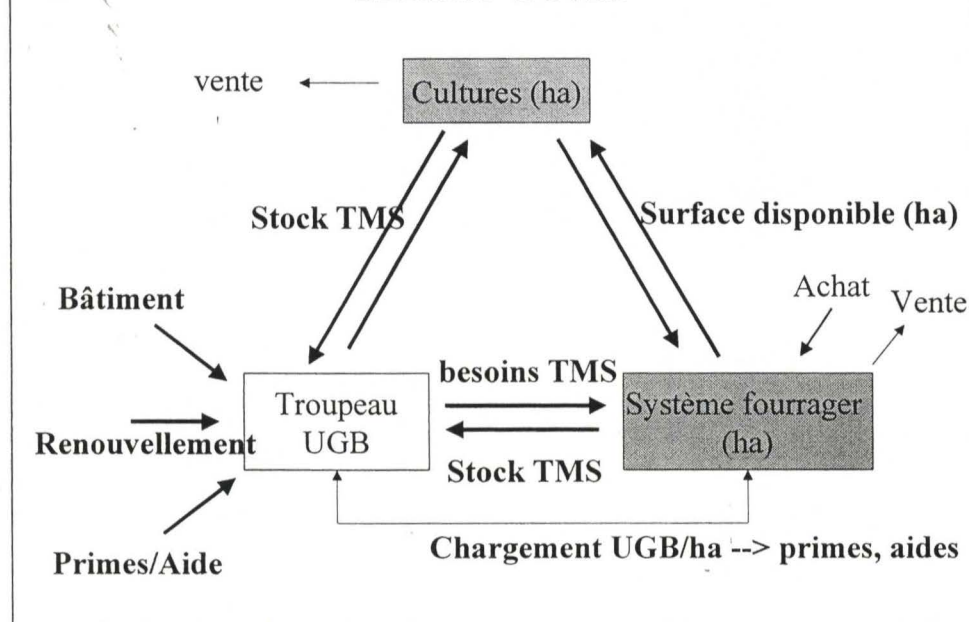 vente
Cultures (ha)
Stock TMS
Surface disponible (ha)
Achat
Vente
Bâtiment
besoins TMS
Troupeau
UGB
Système fourrager
(ha)
Renouvellement
Stock TMS
Chargement UGB/ha --> primes, aides
Primes/Aide